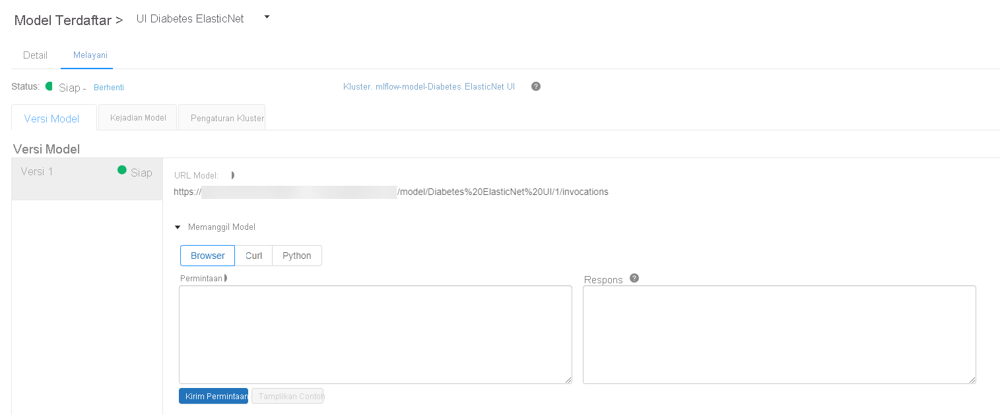 Model Terdaftar > UI Diabetes ElasticNet
Detail Melayani
Status: Siap - Berhenti Kluster. mlflow-model-Diabetes ElasticNet UI ?
Versi Model Kejadian Model Pengaturan Kluster
Versi Model
Versi 1 Siap
URL Model:
https:// /model/Diabetes%20ElasticNet%20UI/1/invocations
Memanggil Model
Browser Curl Python
Permintaan
Respons ?
Kirim Permintaan Tampilkan Contoh